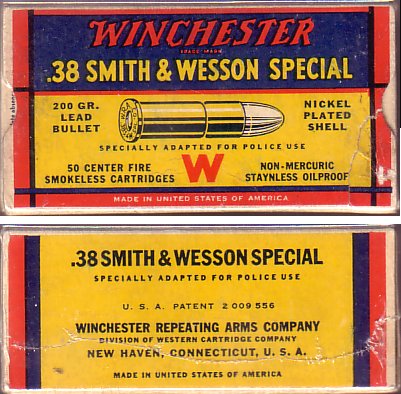 WINCHESTER
TRADE MARK
.38 SMITH & WESSON SPECIAL
200 GR.
LEAD
BULLET
NICKEL
PLATED
SHELL
SPECIALLY ADAPTED FOR POLICE USE
50 CENTER FIRE
SMOKELESS CARTRIDGES
W
NON-MERCURIC
STAYNLESS OILPROOF
MADE IN UNITED STATES OF AMERICA
.38 SMITH & WESSON SPECIAL
SPECIALLY ADAPTED FOR POLICE USE
U. S. A. PATENT 2 009 556
WINCHESTER REPEATING ARMS COMPANY
DIVISION OF WESTERN CARTRIDGE COMPANY
NEW HAVEN, CONNECTICUT, U. S. A.
MADE IN UNITED STATES OF AMERICA